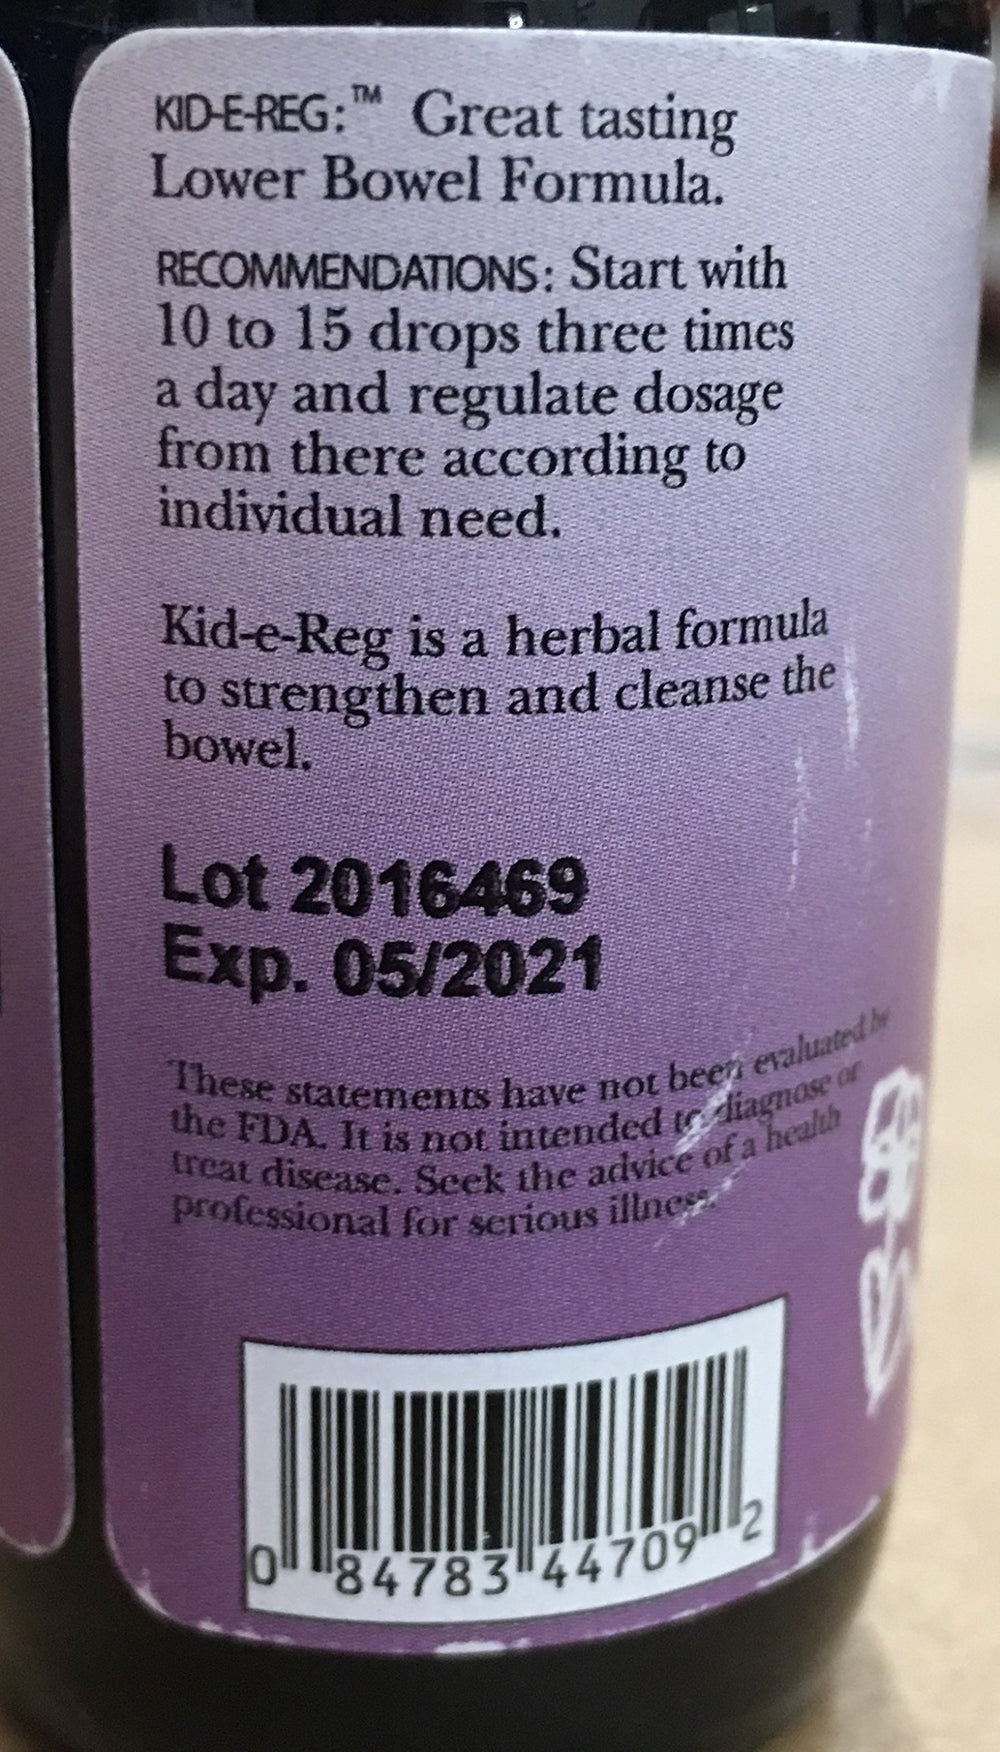 KID-E-REG:™ Great tasting
Lower Bowel Formula.
RECOMMENDATIONS: Start with
10 to 15 drops three times
a day and regulate dosage
from there according to
individual need.
Kid-e-Reg is a herbal formula
to strengthen and cleanse the
bowel.
Lot 2016469
Exp. 05/2021
These statements have not been evaluated by
the FDA. It is not intended to diagnose or
treat disease. Seek the advice of a health
professional for serious illness.
0 84783 44709 2